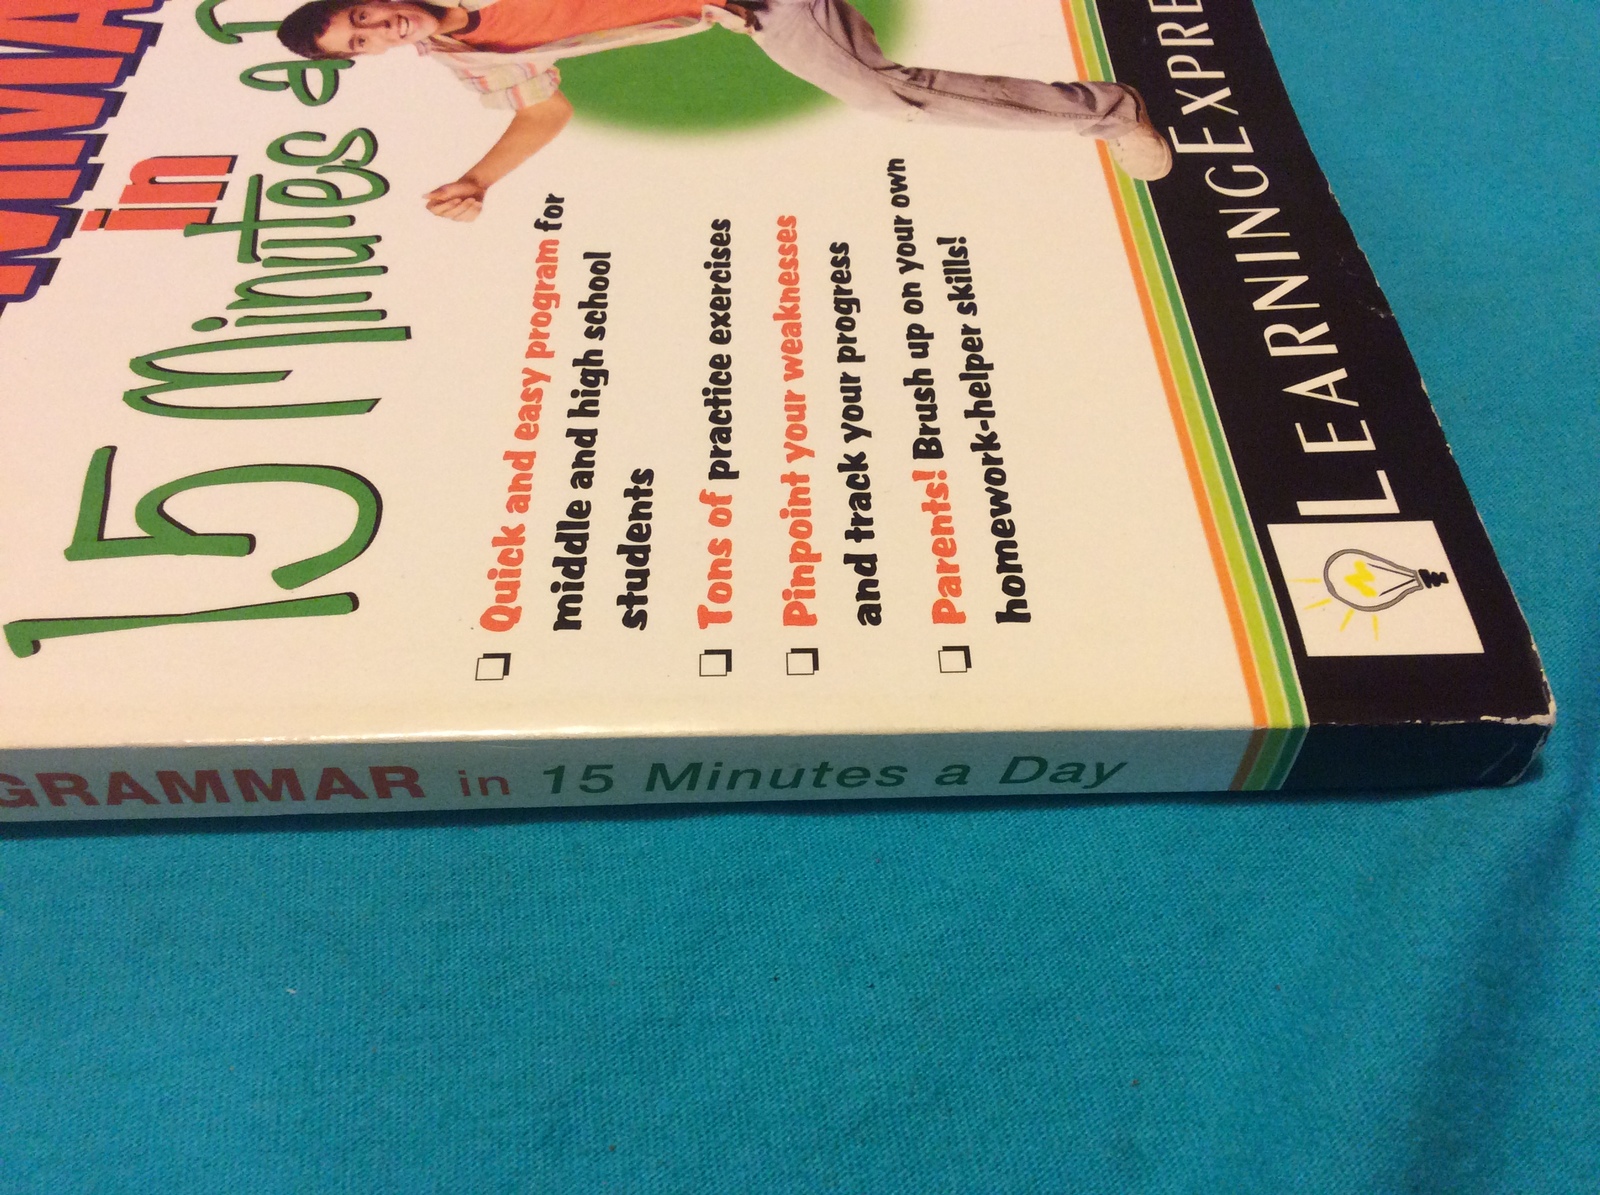 in
15 Minutes a
Quick and easy program for
middle and high school
students
Tons of practice exercises
Pinpoint your weaknesses
and track your progress
Parents! Brush up on your own
homework-helper skills!
LEARNINGEXPRE
GRAMMAR in 15 Minutes a Day